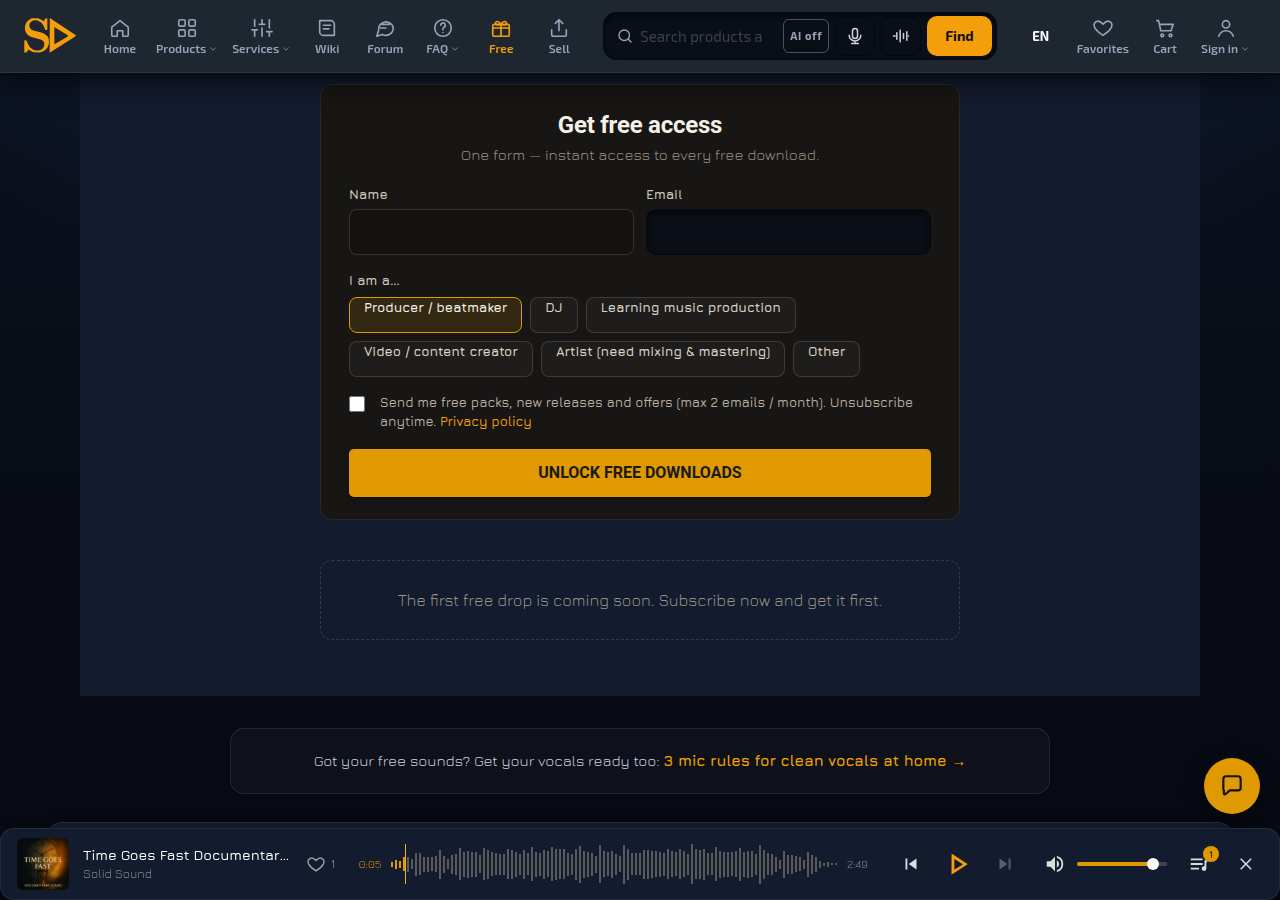 SD
Home
Products
Services
Wiki
Forum
FAQ
Free
Sell
Search products a
AI off
Find
EN
Favorites
Cart
Sign in
Get free access
One form — instant access to every free download.
Name
Email
I am a...
Producer / beatmaker
DJ
Learning music production
Video / content creator
Artist (need mixing & mastering)
Other
Send me free packs, new releases and offers (max 2 emails / month). Unsubscribe
anytime. Privacy policy
UNLOCK FREE DOWNLOADS
The first free drop is coming soon. Subscribe now and get it first.
Got your free sounds? Get your vocals ready too: 3 mic rules for clean vocals at home →
TIME GOES
FAST
Time Goes Fast Documentar...
Solid Sound
1
0:05
2:49
1